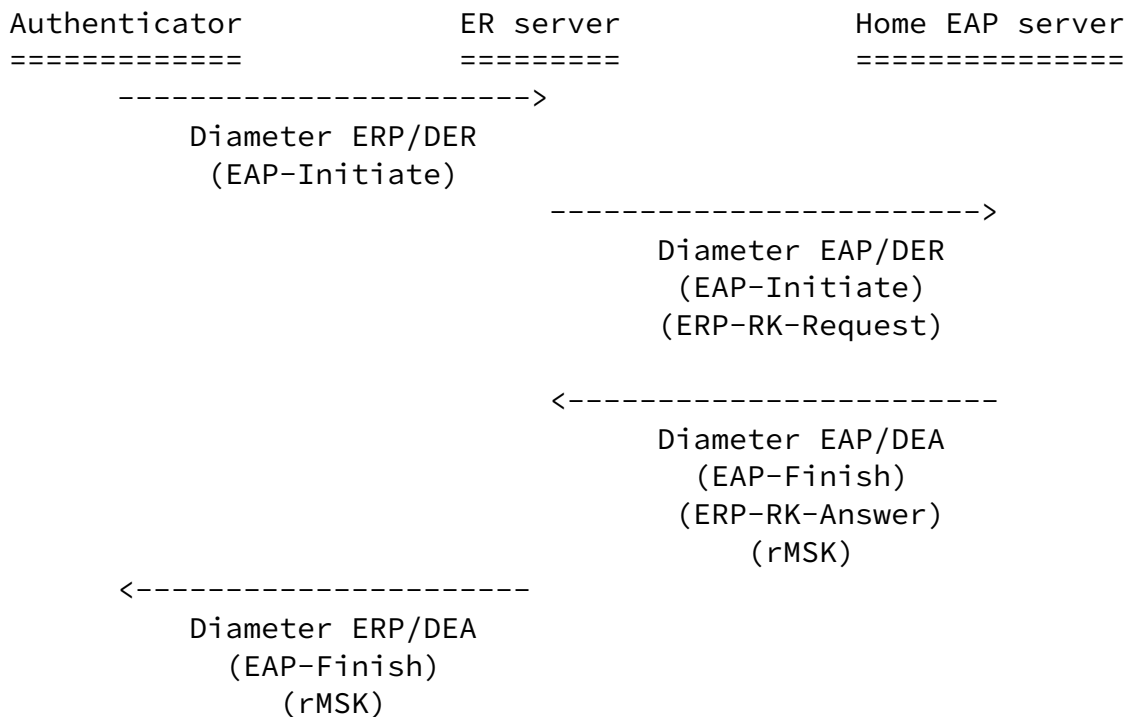 Authenticator ER server Home EAP server
============= ========= ===============
----------------------->
Diameter ERP/DER
(EAP-Initiate)
------------------------>
Diameter EAP/DER
(EAP-Initiate)
(ERP-RK-Request)
<------------------------
Diameter EAP/DEA
(EAP-Finish)
(ERP-RK-Answer)
(rMSK)
<----------------------
Diameter ERP/DEA
(EAP-Finish)
(rMSK)